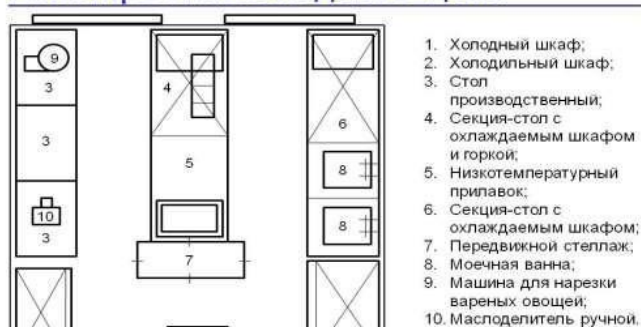 9
3
3
10
3
4
5
7
6
8
8
1. Холодный шкаф;
2. Холодильный шкаф;
3. Стол
производственный;
4. Секция-стол с
охлаждаемым шкафом
и горкой;
5. Низкотемпературный
прилавок;
6. Секция-стол с
охлаждаемым шкафом;
7. Передвижной стеллаж;
8. Моечная ванна;
9. Машина для нарезки
вареных овощей;
10. Маслоделитель ручной.